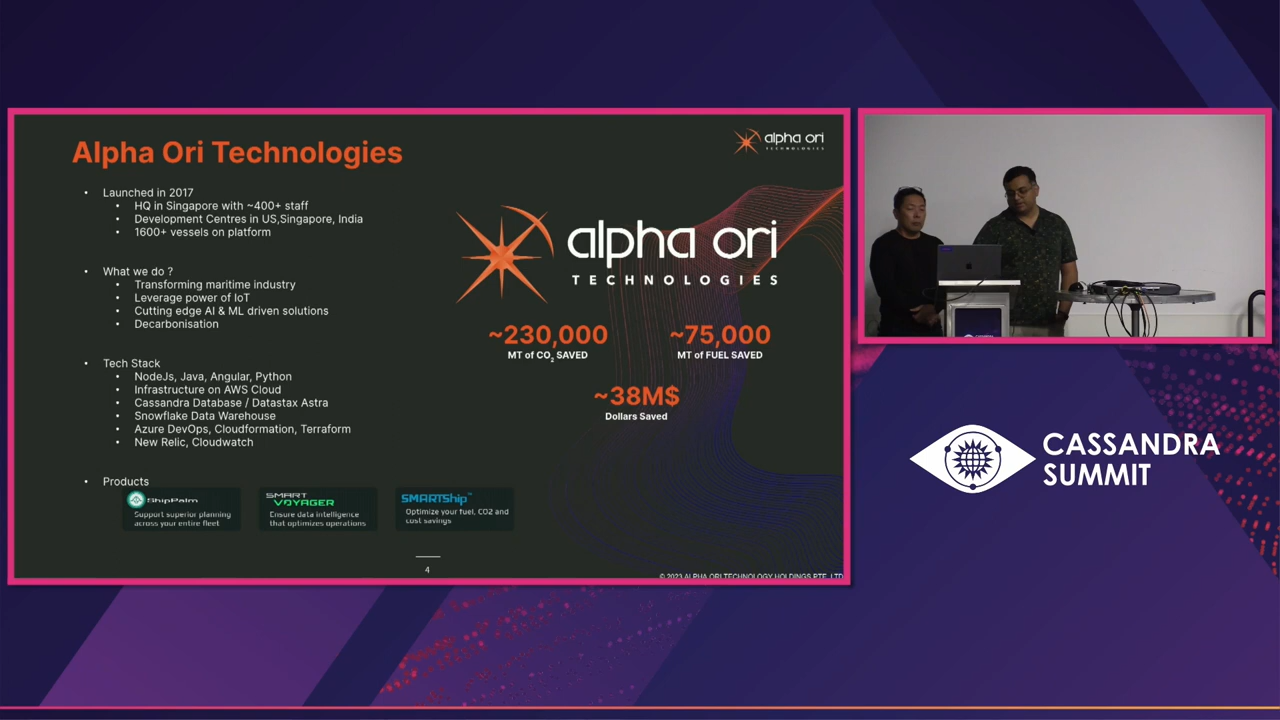 Alpha Ori Technologies
alpha ori
TECHNOLOGIES
• Launched in 2017
• HQ in Singapore with ~400+ staff
• Development Centres in US,Singapore, India
• 1600+ vessels on platform
• What we do ?
• Transforming maritime industry
• Leverage power of IoT
• Cutting edge AI & ML driven solutions
• Decarbonisation
• Tech Stack
• NodeJs, Java, Angular, Python
• Infrastructure on AWS Cloud
• Cassandra Database / Datastax Astra
• Snowflake Data Warehouse
• Azure DevOps, Cloudformation, Terraform
• New Relic, Cloudwatch
• Products
ShipPalm
Support superior planning
across your entire fleet
SMART
VOYAGER
Ensure data intelligence
that optimizes operations
SMARTShip™
Optimize your fuel, CO2 and
cost savings
alpha ori
TECHNOLOGIES
~230,000
MT of CO2 SAVED
~75,000
MT of FUEL SAVED
~38M$
Dollars Saved
4
© 2023 ALPHA ORI TECHNOLOGY HOLDINGS PTE. LTD
CASSANDRA
SUMMIT